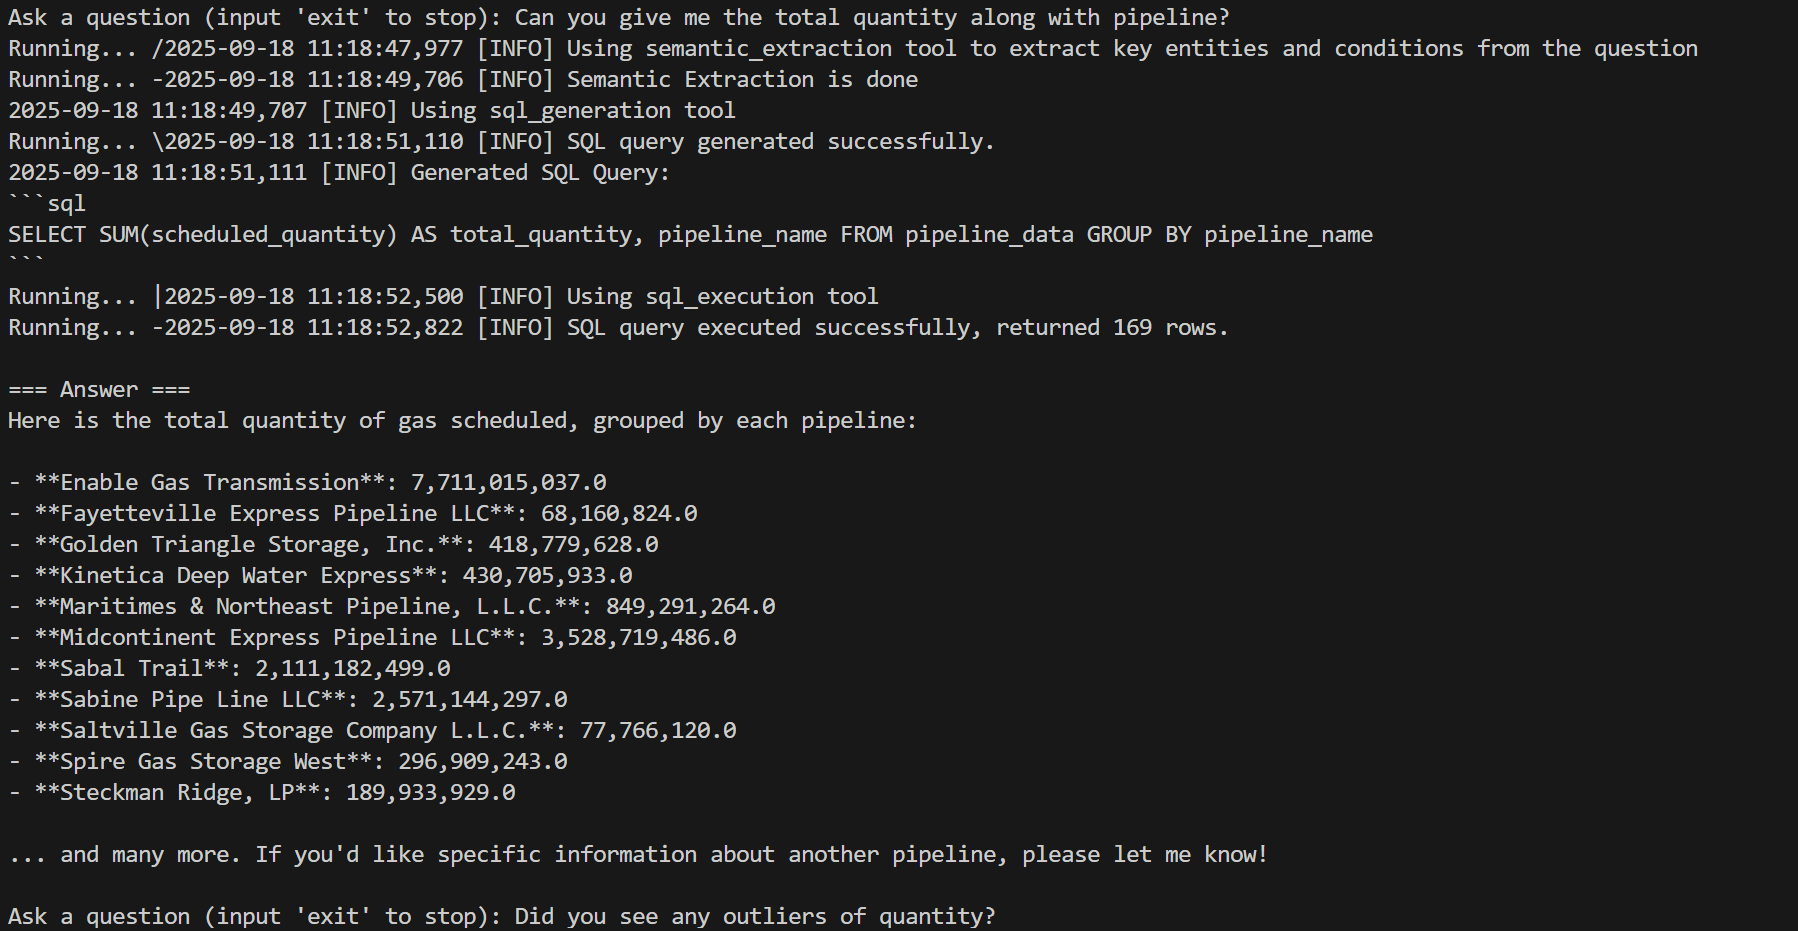 Ask a question (input 'exit' to stop): Can you give me the total quantity along with pipeline?
Running... /2025-09-18 11:18:47,977 [INFO] Using semantic_extraction tool to extract key entities and conditions from the question
Running... -2025-09-18 11:18:49,706 [INFO] Semantic Extraction is done
2025-09-18 11:18:49,707 [INFO] Using sql_generation tool
Running... \2025-09-18 11:18:51,110 [INFO] SQL query generated successfully.
2025-09-18 11:18:51,111 [INFO] Generated SQL Query:
```sql
SELECT SUM(scheduled_quantity) AS total_quantity, pipeline_name FROM pipeline_data GROUP BY pipeline_name
```
Running... |2025-09-18 11:18:52,500 [INFO] Using sql_execution tool
Running... -2025-09-18 11:18:52,822 [INFO] SQL query executed successfully, returned 169 rows.

=== Answer ===
Here is the total quantity of gas scheduled, grouped by each pipeline:

- **Enable Gas Transmission**: 7,711,015,037.0
- **Fayetteville Express Pipeline LLC**: 68,160,824.0
- **Golden Triangle Storage, Inc.**: 418,779,628.0
- **Kinetica Deep Water Express**: 430,705,933.0
- **Maritimes & Northeast Pipeline, L.L.C.**: 849,291,264.0
- **Midcontinent Express Pipeline LLC**: 3,528,719,486.0
- **Sabal Trail**: 2,111,182,499.0
- **Sabine Pipe Line LLC**: 2,571,144,297.0
- **Saltville Gas Storage Company L.L.C.**: 77,766,120.0
- **Spire Gas Storage West**: 296,909,243.0
- **Steckman Ridge, LP**: 189,933,929.0

... and many more. If you'd like specific information about another pipeline, please let me know!

Ask a question (input 'exit' to stop): Did you see any outliers of quantity?